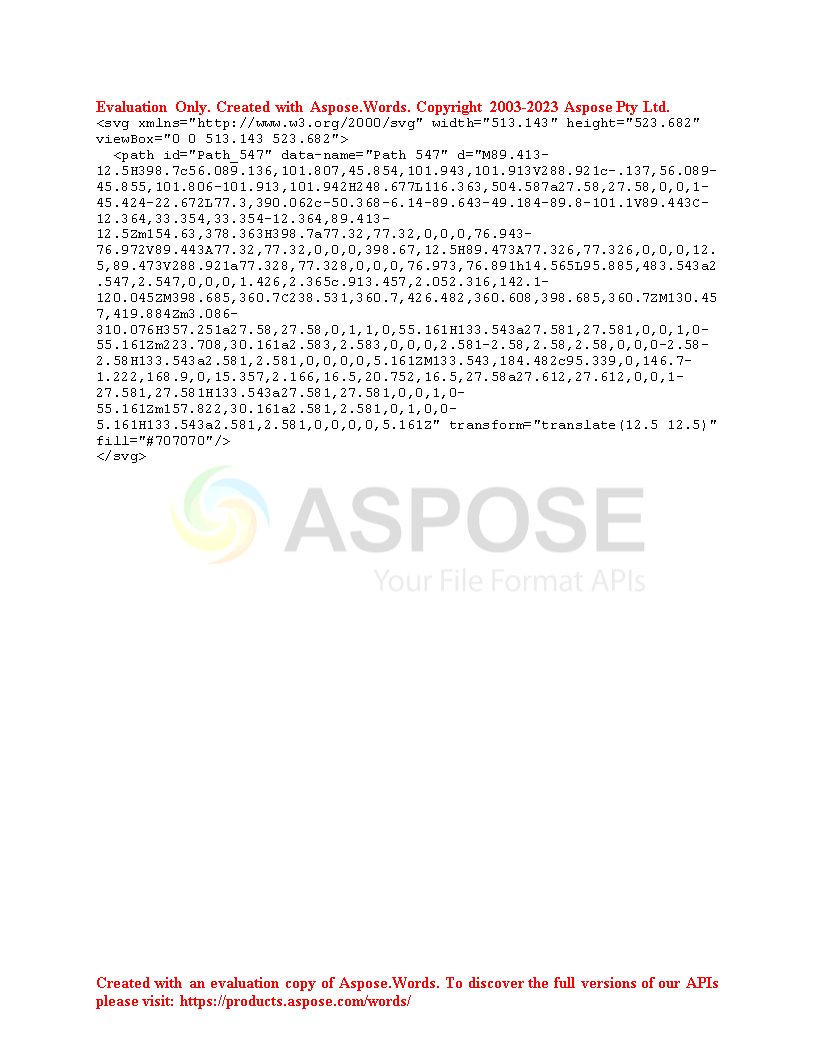 Evaluation Only. Created with Aspose.Words. Copyright 2003-2023 Aspose Pty Ltd.
<svg xmlns="http://www.w3.org/2000/svg" width="513.143" height="523.682"
viewBox="0 0 513.143 523.682">
  <path id="Path_547" data-name="Path 547" d="M89.413-
12.5H398.7c56.089.136,101.807,45.854,101.943,101.913V288.921c-.137,56.089-
45.855,101.806-101.913,101.942H248.677L116.363,504.587a27.58,27.58,0,0,1-
45.424-22.672L77.3,390.062c-50.368-6.14-89.643-49.184-89.8-101.1V89.443C-
12.364,33.354,33.354-12.364,89.413-
12.5Zm154.63,378.363H398.7a77.32,77.32,0,0,0,76.943-
76.972V89.443A77.32,77.32,0,0,0,398.67,12.5H89.473A77.326,77.326,0,0,0,12.
5,89.473V288.921a77.328,77.328,0,0,0,76.973,76.891h14.565L95.885,483.543a2
.547,2.547,0,0,0,1.426,2.365c.913.457,2.052.316,142.1-
120.045ZM398.685,360.7C238.531,360.7,426.482,360.608,398.685,360.7ZM130.45
7,419.884Zm3.086-
310.076H357.251a27.58,27.58,0,1,1,0,55.161H133.543a27.581,27.581,0,0,1,0-
55.161Zm223.708,30.161a2.583,2.583,0,0,0,2.581-2.58,2.58,2.58,0,0,0-2.58-
2.58H133.543a2.581,2.581,0,0,0,0,5.161ZM133.543,184.482c95.339,0,146.7-
1.222,168.9,0,15.357,2.166,16.5,20.752,16.5,27.58a27.612,27.612,0,0,1-
27.581,27.581H133.543a27.581,27.581,0,0,1,0-
55.161Zm157.822,30.161a2.581,2.581,0,1,0,0-
5.161H133.543a2.581,2.581,0,0,0,0,5.161Z" transform="translate(12.5 12.5)"
fill="#707070"/>
</svg>
ASPOSE
Your File Format APIs
Created with an evaluation copy of Aspose.Words. To discover the full versions of our APIs
please visit: https://products.aspose.com/words/